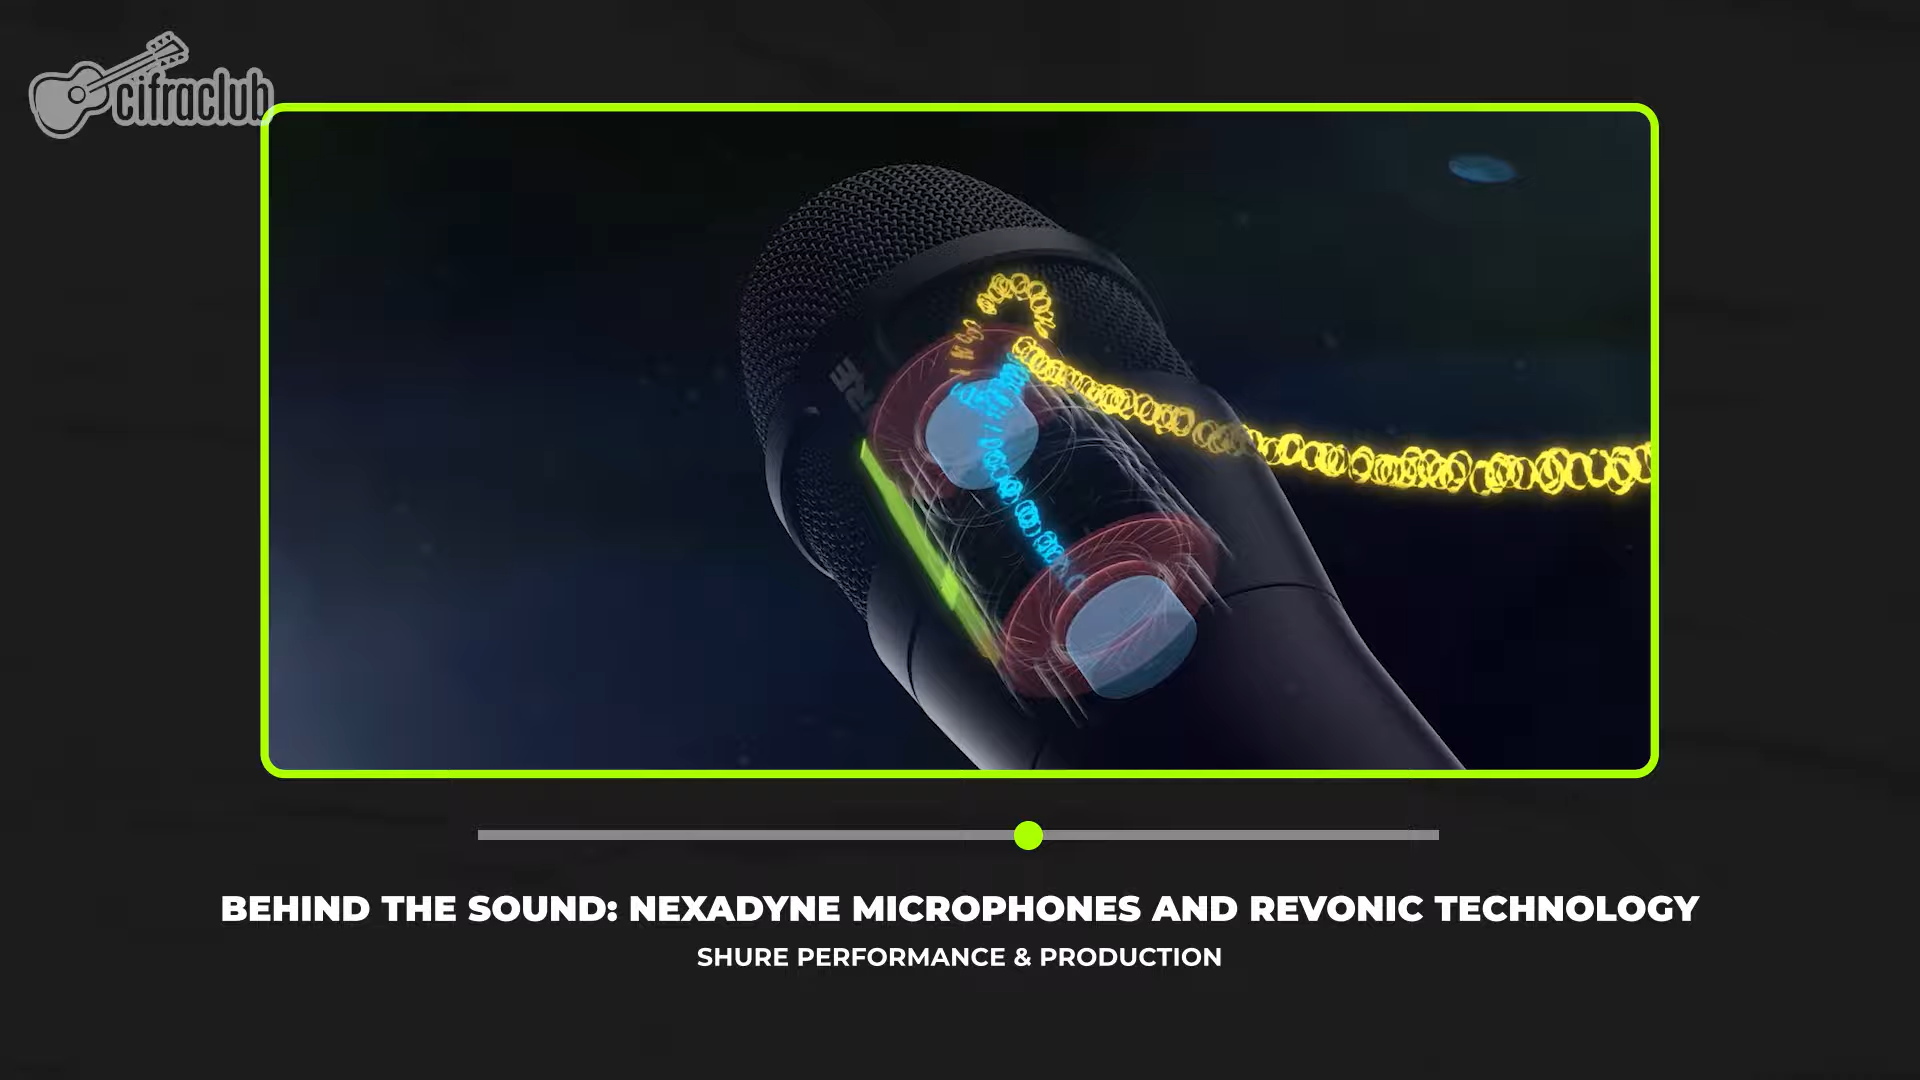 cifraclub
BEHIND THE SOUND: NEXADYNE MICROPHONES AND REVONIC TECHNOLOGY
SHURE PERFORMANCE & PRODUCTION